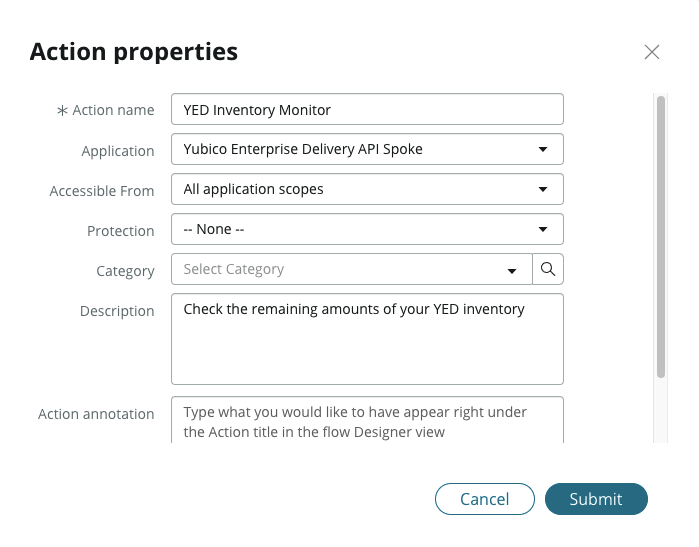 Action properties
* Action name
YED Inventory Monitor
Application
Yubico Enterprise Delivery API Spoke
Accessible From
All application scopes
Protection
-- None --
Category
Select Category
Description
Check the remaining amounts of your YED inventory
Action annotation
Type what you would like to have appear right under
the Action title in the flow Designer view
Cancel
Submit